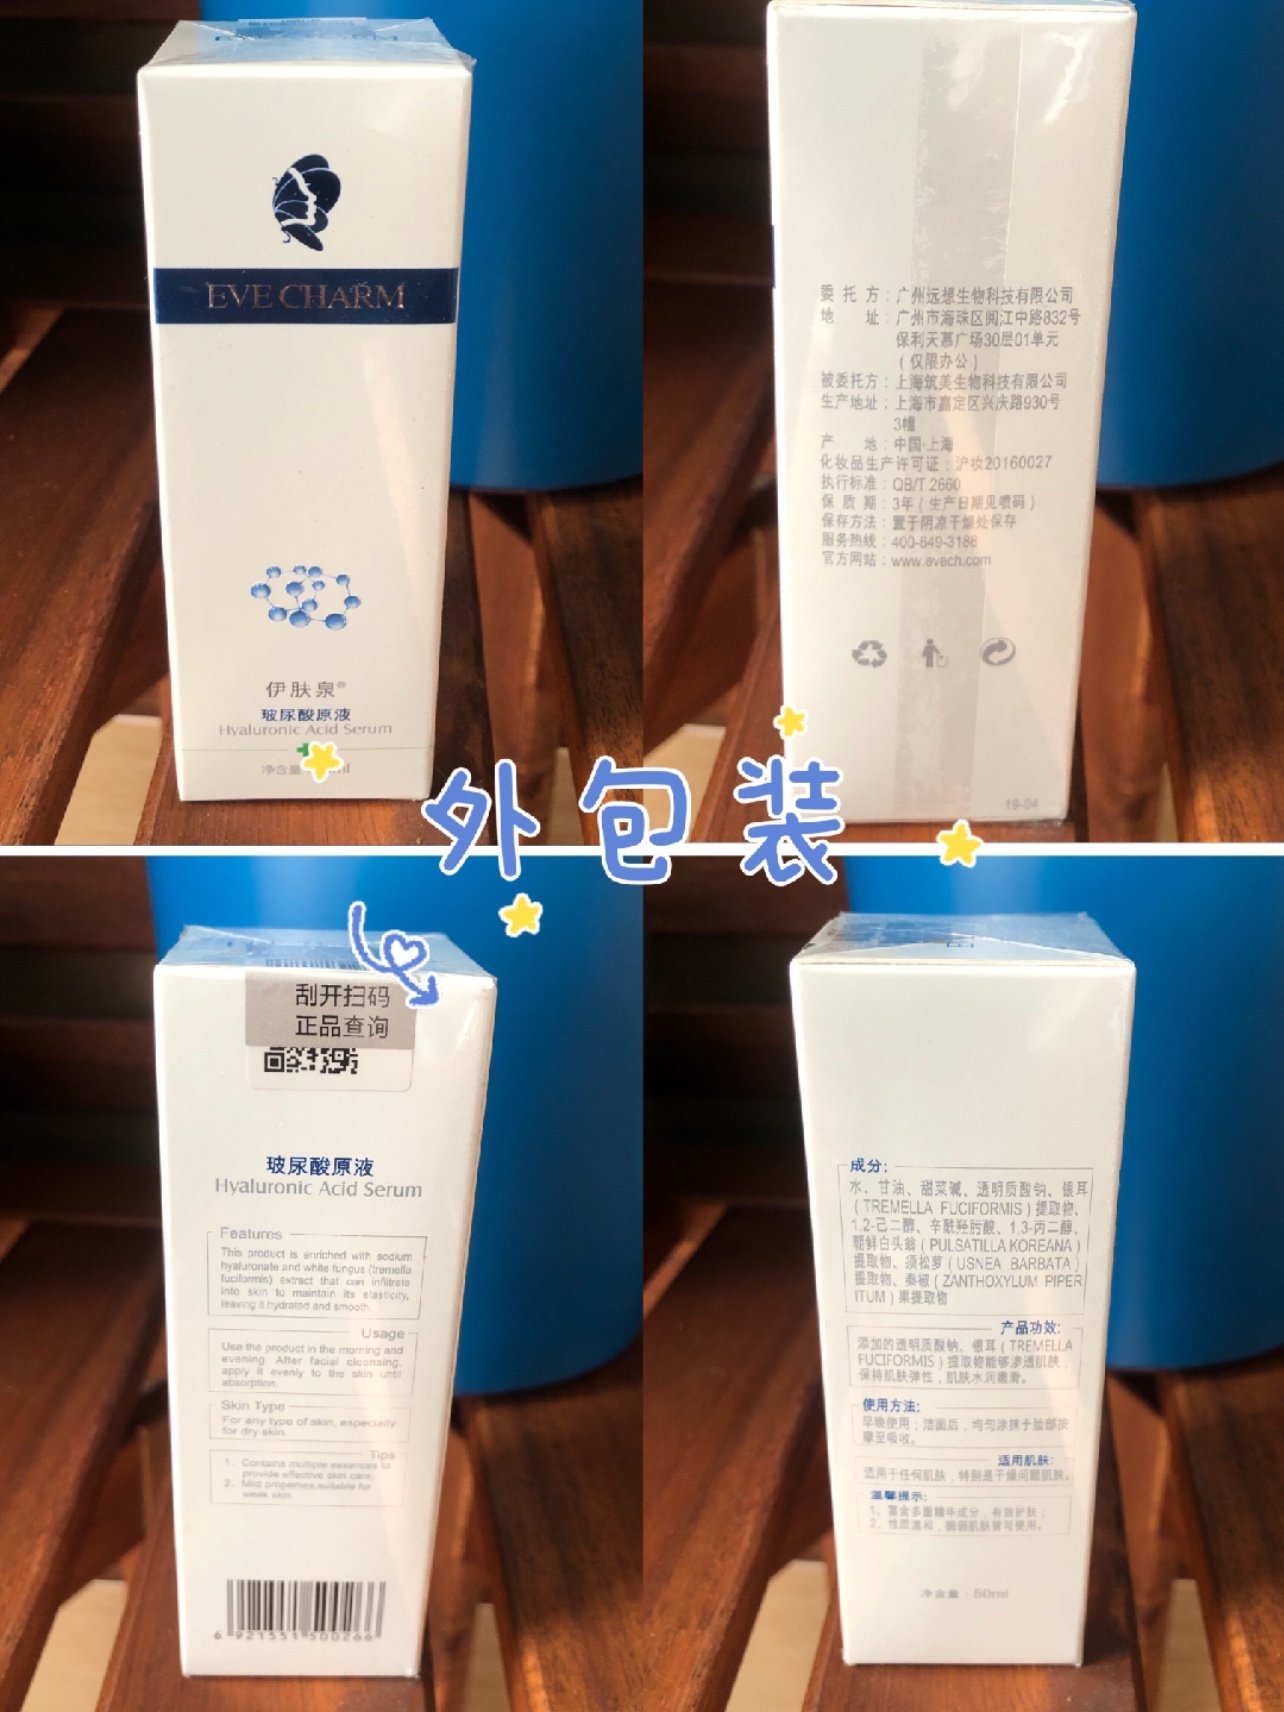 EVE CHARM
伊肤泉®
玻尿酸原液
Hyaluronic Acid Serum
净含量
ml
委托方：广州远想生物科技有限公司
地址：广州市海珠区阅江中路832号
保利天幕广场30层01单元
（仅限办公）
被委托方：上海筑美生物科技有限公司
生产地址：上海市嘉定区兴庆路930号
3幢
产地：中国·上海
化妆品生产许可证：沪妆20160027
执行标准：QB/T 2660
保质期：3年（生产日期见喷码）
保存方法：置于阴凉干燥处保存
服务热线：400-649-3188
官方网站：www.evech.com
19-04
外包装
刮开扫码
正品查询
玻尿酸原液
Hyaluronic Acid Serum
Features
This product is enriched with sodium
hyaluronate and white fungus (tremella
fuciformis) extract that can infiltrate
into skin to maintain its elasticity,
leaving it hydrated and smooth.
Usage
Use the product in the morning and
evening. After facial cleansing,
apply it evenly to the skin until
absorption.
Skin Type
For any type of skin, especially
for dry skin.
Tips
1. Contains multiple essences to
provide effective skin care;
2. Mild properties,suitable for
weak skin.
6 921551 500266
成分：
水、甘油、甜菜碱、透明质酸钠、银耳
（TREMELLA FUCIFORMIS）提取物、
1,2-己二醇、辛酰羟肟酸、1,3-丙二醇、
朝鲜白头翁（PULSATILLA KOREANA）
提取物、须松萝（USNEA BARBATA）
提取物、秦椒（ZANTHOXYLUM PIPER
ITUM）果提取物
产品功效：
添加的透明质酸钠、银耳（TREMELLA
FUCIFORMIS）提取物能够渗透肌肤，
保持肌肤弹性，肌肤水润嫩滑。
使用方法：
早晚使用；洁面后，均匀涂抹于脸部按
摩至吸收。
适用肌肤：
适用于任何肌肤，特别是干燥问题肌肤。
温馨提示：
1、富含多重精华成分，有效护肤；
2、性质温和，脆弱肌肤皆可使用。
净含量：50ml